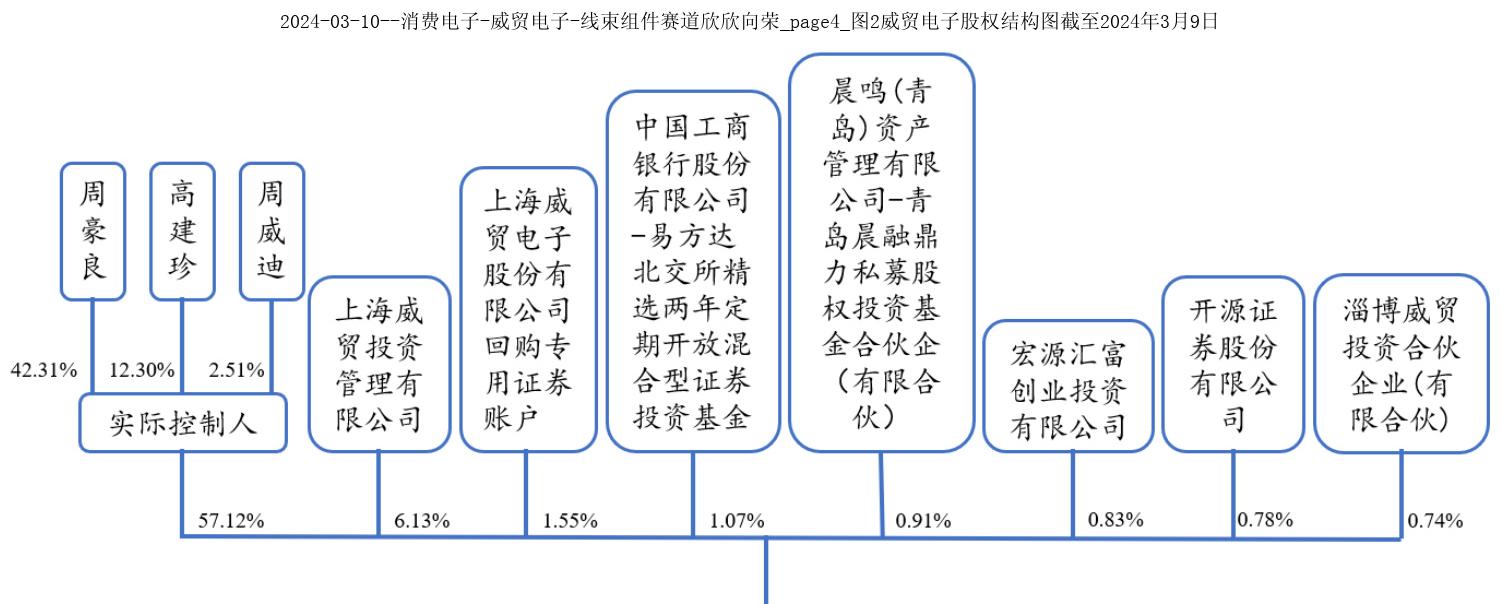 2024-03-10--消费电子-威贸电子-线束组件赛道欣欣向荣_page4_图2威贸电子股权结构图截至2024年3月9日
周
豪
良
高
建
珍
周
威
迪
42.31%
12.30%
2.51%
实际控制人
上海威
贸投资
管理有
限公司
上海威
贸电子
股份有
限公司
回购专
用证券
账户
中国工商
银行股份
有限公司
-易方达
北交所精
选两年定
期开放混
合型证券
投资基金
晨鸣(青
岛)资产
管理有限
公司-青
岛晨融鼎
力私募股
权投资基
金合伙企
（有限合
伙）
宏源汇富
创业投资
有限公司
开源证
券股份
有限公
司
淄博威贸
投资合伙
企业(有
限合伙)
57.12%
6.13%
1.55%
1.07%
0.91%
0.83%
0.78%
0.74%